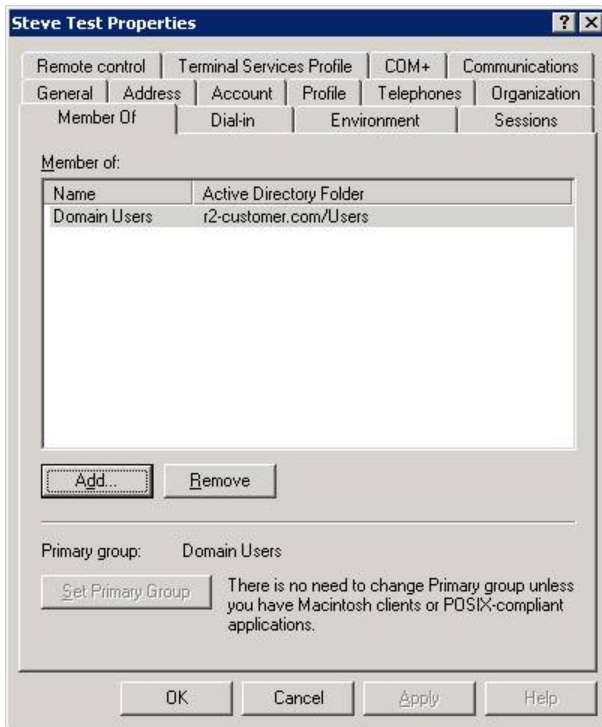 Steve Test Properties
Remote control Terminal Services Profile COM+ Communications
General Address Account Profile Telephones Organization
Member Of Dial-in Environment Sessions
Member of:
Name Active Directory Folder
Domain Users r2-customer.com/Users
Add... Remove
Primary group: Domain Users
Set Primary Group There is no need to change Primary group unless
you have Macintosh clients or POSIX-compliant
applications.
OK Cancel Apply Help